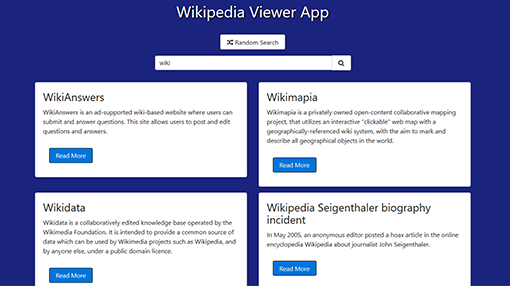 Wikipedia Viewer App
Random Search
wiki
WikiAnswers
WikiAnswers is an ad-supported wiki-based website where users can
submit and answer questions. This site allows users to post and edit
questions and answers.
Read More
Wikimapia
Wikimapia is a privately owned open-content collaborative mapping
project, that utilizes an interactive "clickable" web map with a
geographically-referenced wiki system, with the aim to mark and
describe all geographical objects in the world.
Read More
Wikidata
Wikidata is a collaboratively edited knowledge base operated by the
Wikimedia Foundation. It is intended to provide a common source of
data which can be used by Wikimedia projects such as Wikipedia, and
by anyone else, under a public domain licence.
Read More
Wikipedia Seigenthaler biography
incident
In May 2005, an anonymous editor posted a hoax article in the online
encyclopedia Wikipedia about journalist John Seigenthaler.
Read More